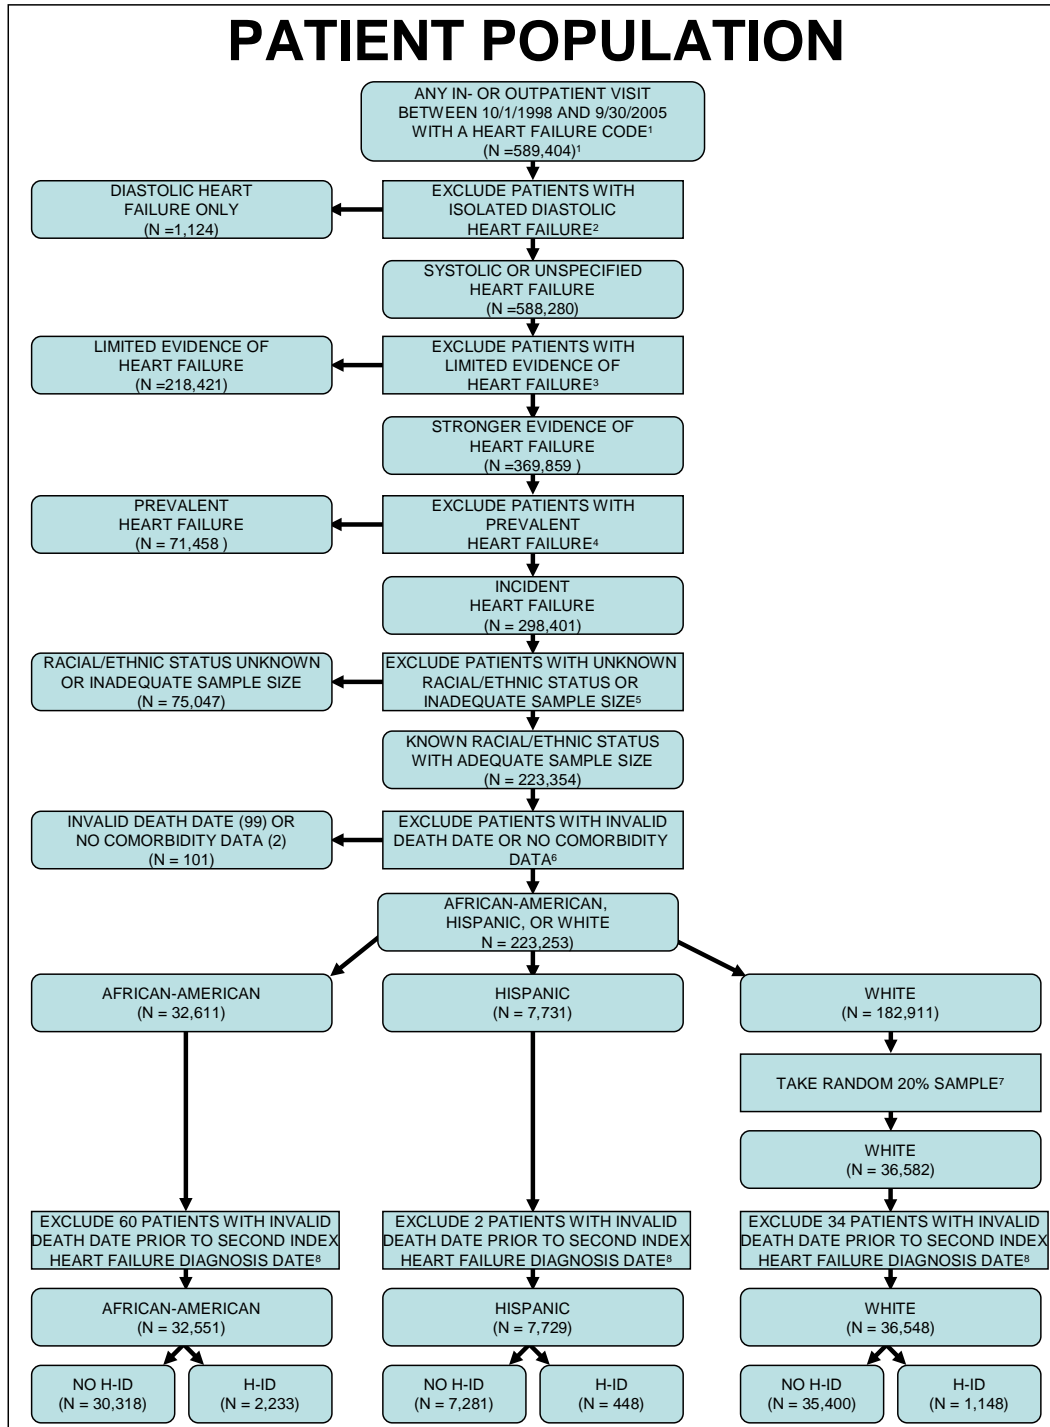 PATIENT POPULATION
ANY IN- OR OUTPATIENT VISIT
BETWEEN 10/1/1998 AND 9/30/2005
WITH A HEART FAILURE CODE¹
(N =589,404)¹
DIASTOLIC HEART
FAILURE ONLY
(N =1,124)
EXCLUDE PATIENTS WITH
ISOLATED DIASTOLIC
HEART FAILURE²
SYSTOLIC OR UNSPECIFIED
HEART FAILURE
(N =588,280)
LIMITED EVIDENCE OF
HEART FAILURE
(N =218,421)
EXCLUDE PATIENTS WITH
LIMITED EVIDENCE OF
HEART FAILURE³
STRONGER EVIDENCE OF
HEART FAILURE
(N =369,859 )
PREVALENT
HEART FAILURE
(N = 71,458 )
EXCLUDE PATIENTS WITH
PREVALENT
HEART FAILURE⁴
INCIDENT
HEART FAILURE
(N = 298,401)
RACIAL/ETHNIC STATUS UNKNOWN
OR INADEQUATE SAMPLE SIZE
(N = 75,047)
EXCLUDE PATIENTS WITH UNKNOWN
RACIAL/ETHNIC STATUS OR
INADEQUATE SAMPLE SIZE⁵
KNOWN RACIAL/ETHNIC STATUS
WITH ADEQUATE SAMPLE SIZE
(N = 223,354)
INVALID DEATH DATE (99) OR
NO COMORBIDITY DATA (2)
(N = 101)
EXCLUDE PATIENTS WITH INVALID
DEATH DATE OR NO COMORBIDITY
DATA⁶
AFRICAN-AMERICAN,
HISPANIC, OR WHITE
N = 223,253)
AFRICAN-AMERICAN
(N = 32,611)
HISPANIC
(N = 7,731)
WHITE
(N = 182,911)
TAKE RANDOM 20% SAMPLE⁷
WHITE
(N = 36,582)
EXCLUDE 60 PATIENTS WITH INVALID
DEATH DATE PRIOR TO SECOND INDEX
HEART FAILURE DIAGNOSIS DATE⁸
EXCLUDE 2 PATIENTS WITH INVALID
DEATH DATE PRIOR TO SECOND INDEX
HEART FAILURE DIAGNOSIS DATE⁸
EXCLUDE 34 PATIENTS WITH INVALID
DEATH DATE PRIOR TO SECOND INDEX
HEART FAILURE DIAGNOSIS DATE⁸
AFRICAN-AMERICAN
(N = 32,551)
HISPANIC
(N = 7,729)
WHITE
(N = 36,548)
NO H-ID
(N = 30,318)
H-ID
(N = 2,233)
NO H-ID
(N = 7,281)
H-ID
(N = 448)
NO H-ID
(N = 35,400)
H-ID
(N = 1,148)